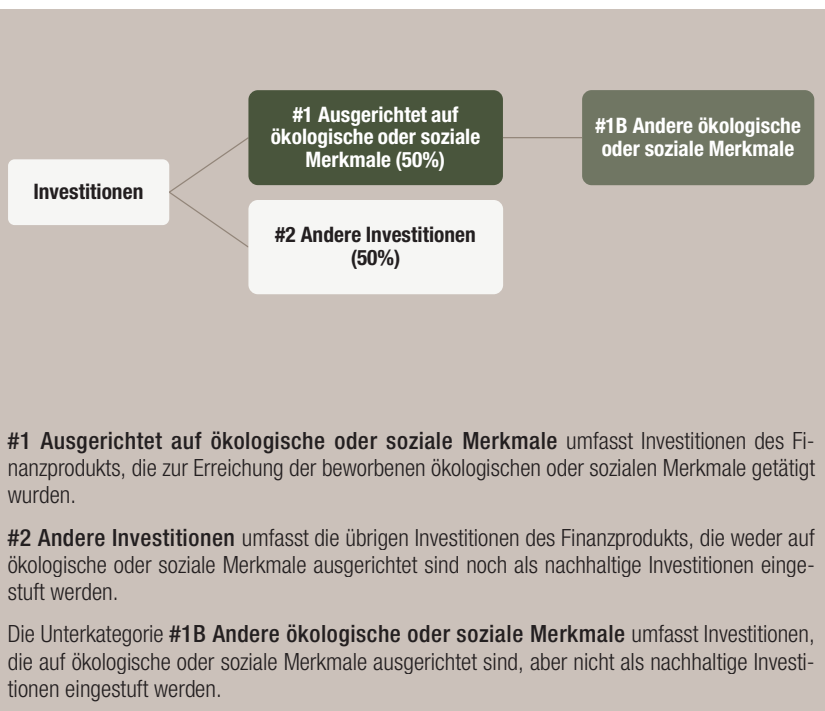 #1 Ausgerichtet auf
ökologische oder soziale
Merkmale (50%)
#1B Andere ökologische
oder soziale Merkmale
Investitionen
#2 Andere Investitionen
(50%)
#1 Ausgerichtet auf ökologische oder soziale Merkmale umfasst Investitionen des Fi-
nanzprodukts, die zur Erreichung der beworbenen ökologischen oder sozialen Merkmale getätigt
wurden.
#2 Andere Investitionen umfasst die übrigen Investitionen des Finanzprodukts, die weder auf
ökologische oder soziale Merkmale ausgerichtet sind noch als nachhaltige Investitionen einge-
stuft werden.
Die Unterkategorie #1B Andere ökologische oder soziale Merkmale umfasst Investitionen,
die auf ökologische oder soziale Merkmale ausgerichtet sind, aber nicht als nachhaltige Investi-
tionen eingestuft werden.